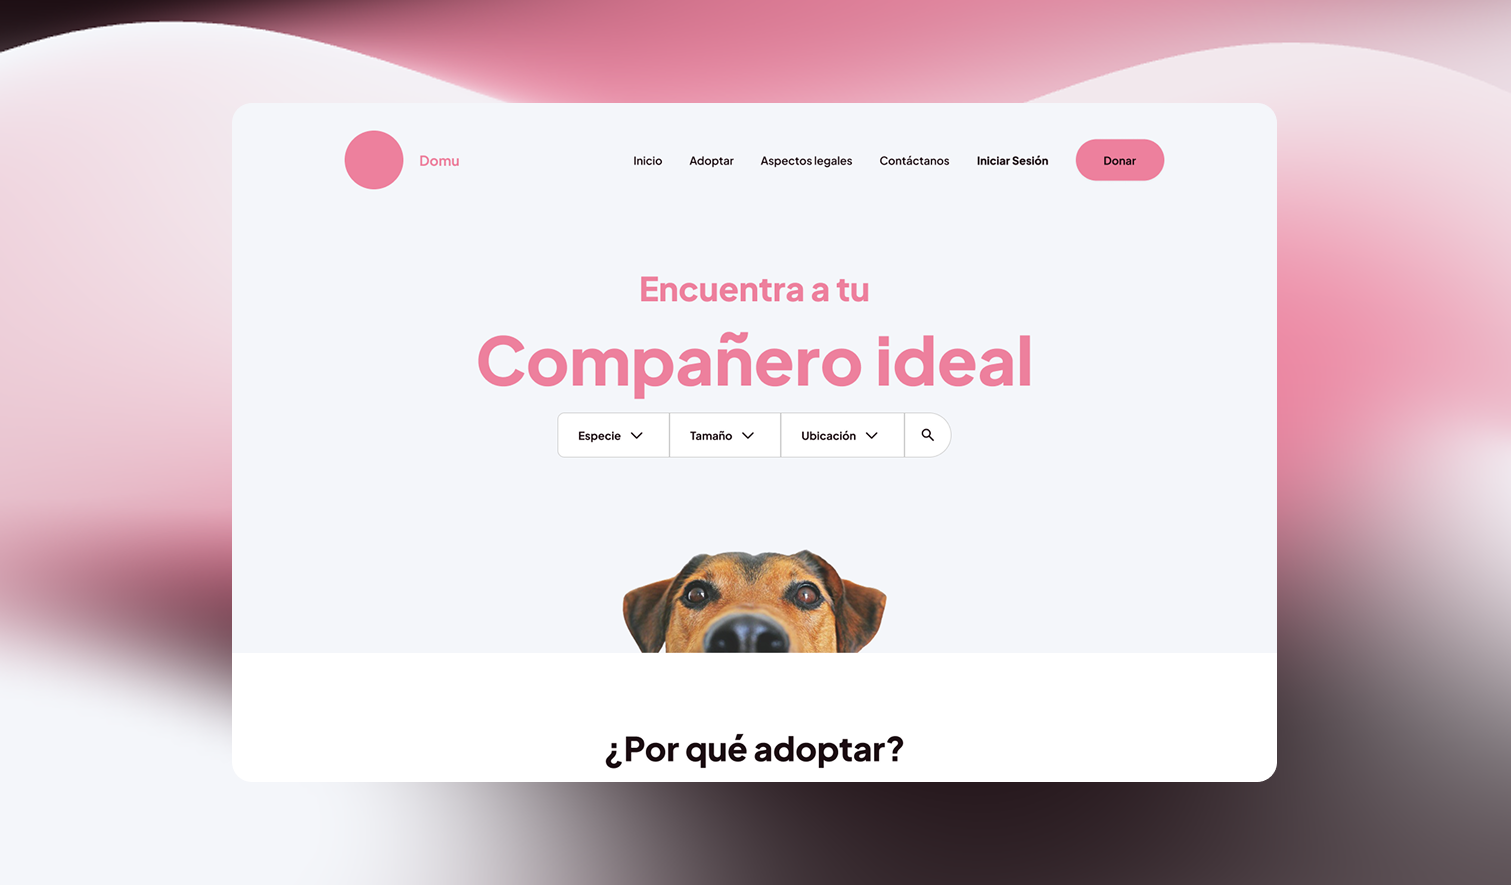 Domu
Inicio Adoptar Aspectos legales Contáctanos Iniciar Sesión Donar
Encuentra a tu
Compañero ideal
Especie Tamaño Ubicación
¿Por qué adoptar?